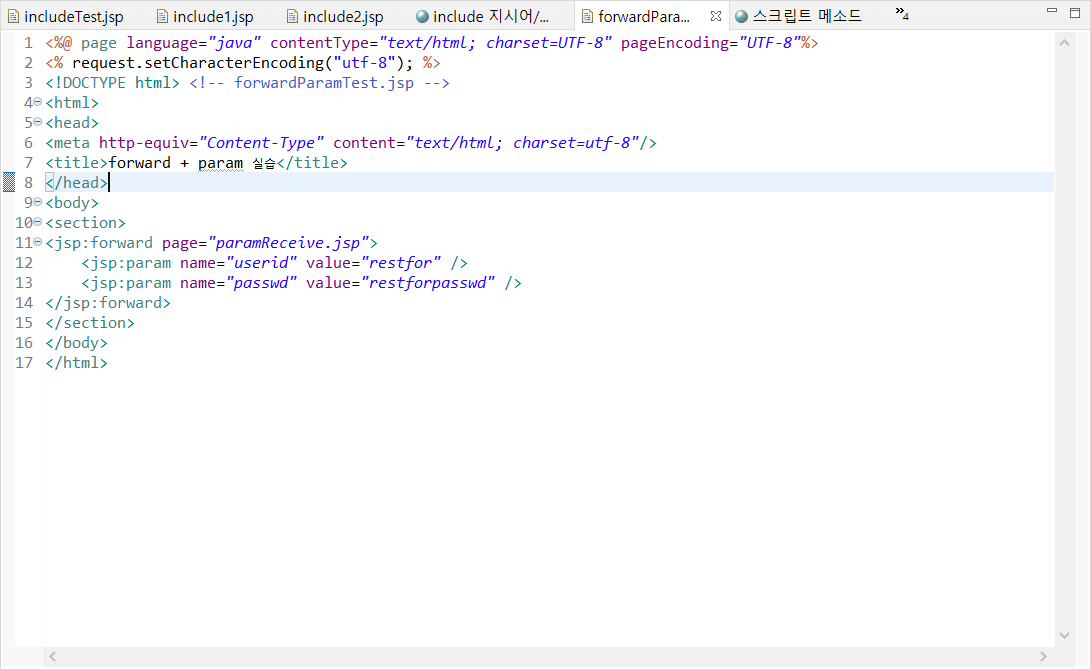 includeTest.jsp include1.jsp include2.jsp include 지시어/... forwardPara... 스크립트 메소드 »4
1 <%@ page language="java" contentType="text/html; charset=UTF-8" pageEncoding="UTF-8"%>
2 <% request.setCharacterEncoding("utf-8"); %>
3 <!DOCTYPE html> <!-- forwardParamTest.jsp -->
4 <html>
5 <head>
6 <meta http-equiv="Content-Type" content="text/html; charset=utf-8"/>
7 <title>forward + param 실습</title>
8 </head>
9 <body>
10 <section>
11 <jsp:forward page="paramReceive.jsp">
12     <jsp:param name="userid" value="restfor" />
13     <jsp:param name="passwd" value="restforpasswd" />
14 </jsp:forward>
15 </section>
16 </body>
17 </html>